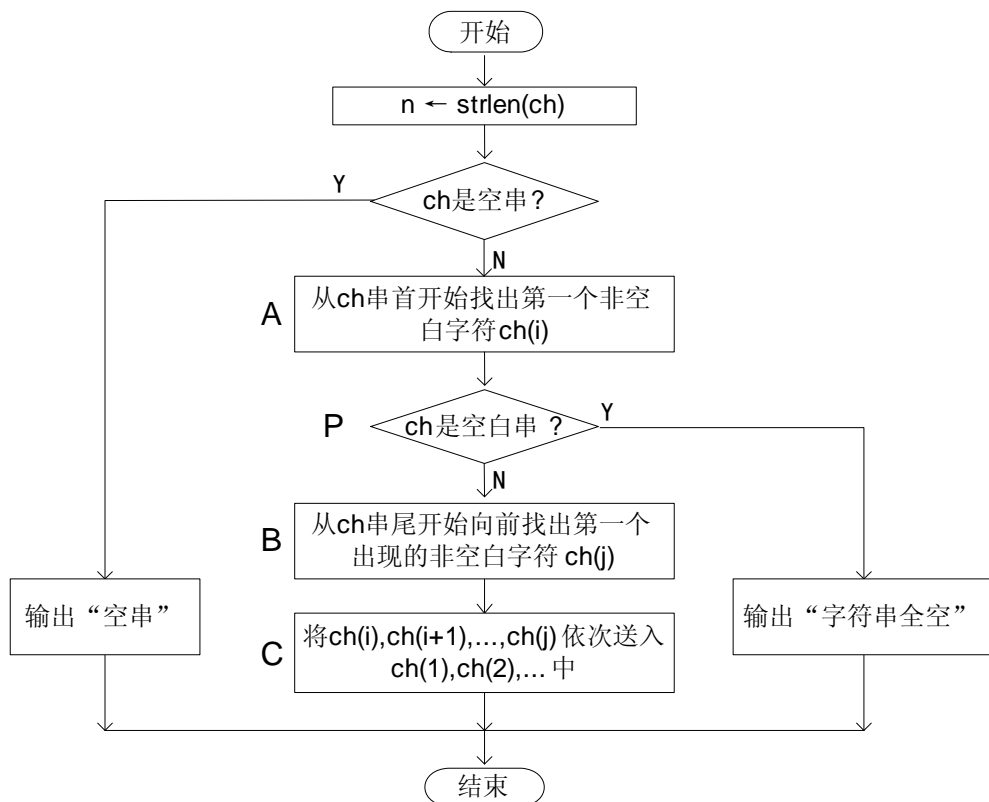 开始
n ← strlen(ch)
Y
ch是空串?
N
A
从ch串首开始找出第一个非空
白字符ch(i)
P
ch是空白串 ?
Y
N
B
从ch串尾开始向前找出第一个
出现的非空白字符 ch(j)
输出“空串”
输出“字符串全空”
C
将ch(i),ch(i+1),...,ch(j) 依次送入
ch(1),ch(2),... 中
结束